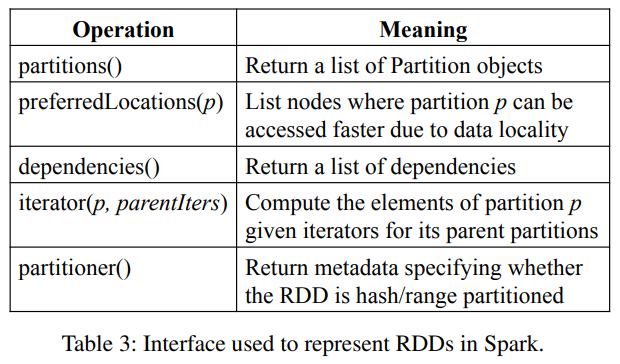 Operation Meaning
partitions() Return a list of Partition objects
preferredLocations(p) List nodes where partition p can be
accessed faster due to data locality
dependencies() Return a list of dependencies
iterator(p, parentIters) Compute the elements of partition p
given iterators for its parent partitions
partitioner() Return metadata specifying whether
the RDD is hash/range partitioned
Table 3: Interface used to represent RDDs in Spark.